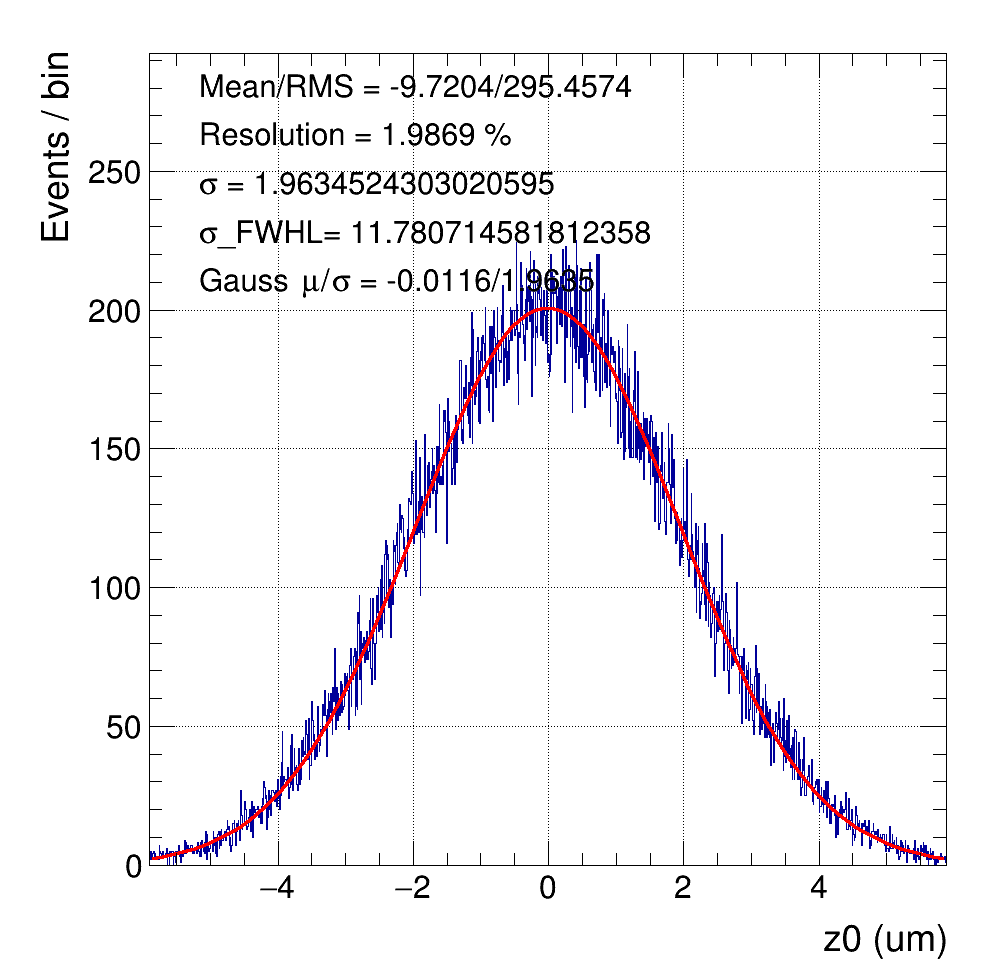 Events / bin
Mean/RMS = -9.7204/295.4574
Resolution = 1.9869 %
σ = 1.9634524303020595
σ_FWHL= 11.780714581812358
Gauss μ/σ = -0.0116/1.9635
250
200
150
100
50
0
−4 −2 0 2 4
z0 (um)